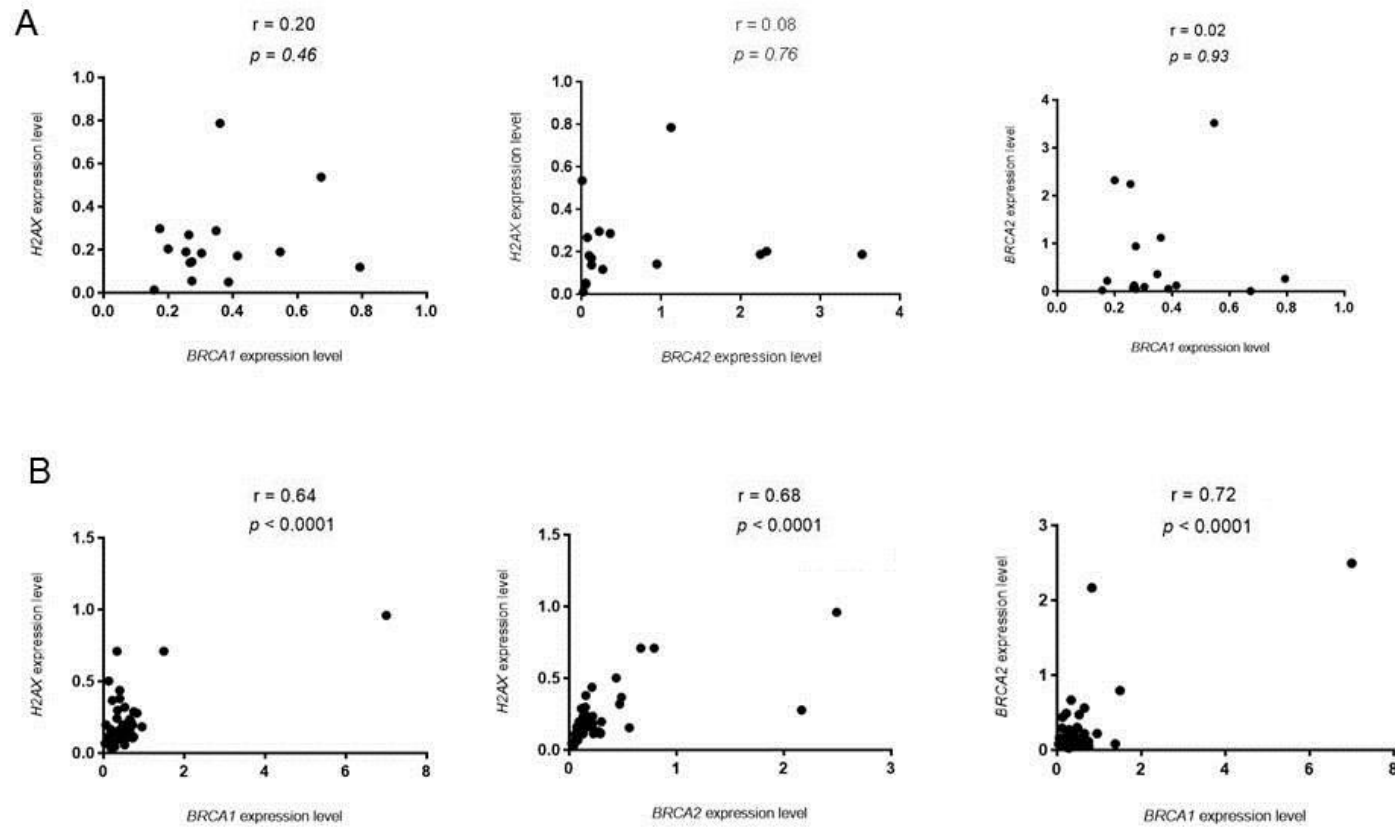 A
r = 0.20
p = 0.46
H2AX expression level
1.0
0.8
0.6
0.4
0.2
0.0
0.0 0.2 0.4 0.6 0.8 1.0
BRCA1 expression level
r = 0.08
p = 0.76
H2AX expression level
1.0
0.8
0.6
0.4
0.2
0.0
0 1 2 3 4
BRCA2 expression level
r = 0.02
p = 0.93
BRCA2 expression level
4
3
2
1
0
0.0 0.2 0.4 0.6 0.8 1.0
BRCA1 expression level
B
r = 0.64
p < 0.0001
H2AX expression level
1.5
1.0
0.5
0.0
0 2 4 6 8
BRCA1 expression level
r = 0.68
p < 0.0001
H2AX expression level
1.5
1.0
0.5
0.0
0 1 2 3
BRCA2 expression level
r = 0.72
p < 0.0001
BRCA2 expression level
3
2
1
0
0 2 4 6 8
BRCA1 expression level